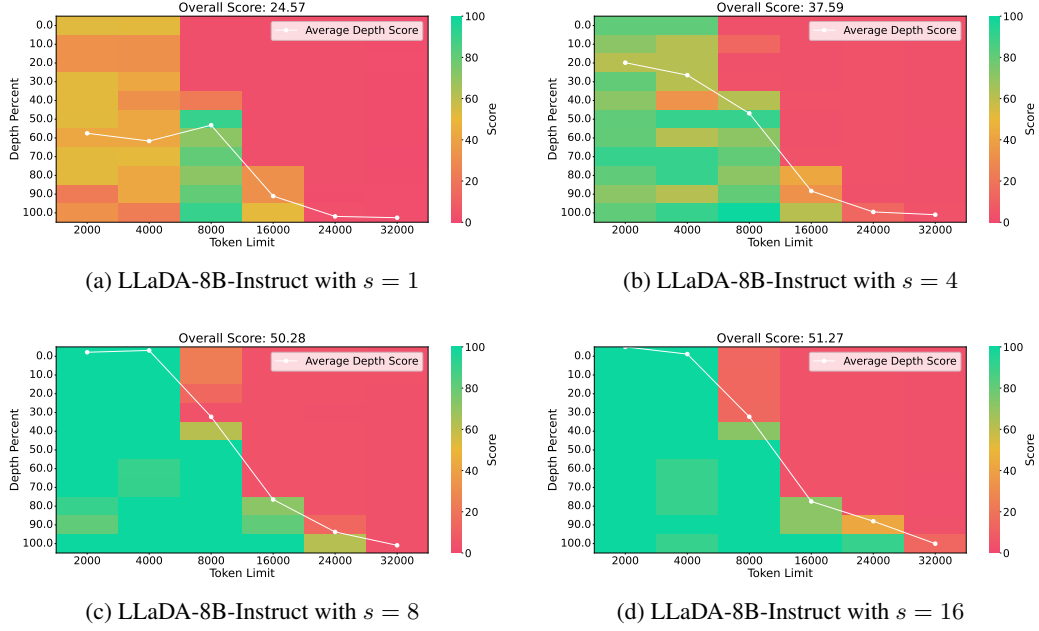 Overall Score: 24.57
Average Depth Score
Depth Percent
0.0
10.0
20.0
30.0
40.0
50.0
60.0
70.0
80.0
90.0
100.0
2000 4000 8000 16000 24000 32000
Token Limit
100
80
60
40
20
0
Score
(a) LLaDA-8B-Instruct with s = 1
Overall Score: 37.59
Average Depth Score
Depth Percent
0.0
10.0
20.0
30.0
40.0
50.0
60.0
70.0
80.0
90.0
100.0
2000 4000 8000 16000 24000 32000
Token Limit
100
80
60
40
20
0
Score
(b) LLaDA-8B-Instruct with s = 4
Overall Score: 50.28
Average Depth Score
Depth Percent
0.0
10.0
20.0
30.0
40.0
50.0
60.0
70.0
80.0
90.0
100.0
2000 4000 8000 16000 24000 32000
Token Limit
100
80
60
40
20
0
Score
(c) LLaDA-8B-Instruct with s = 8
Overall Score: 51.27
Average Depth Score
Depth Percent
0.0
10.0
20.0
30.0
40.0
50.0
60.0
70.0
80.0
90.0
100.0
2000 4000 8000 16000 24000 32000
Token Limit
100
80
60
40
20
0
Score
(d) LLaDA-8B-Instruct with s = 16